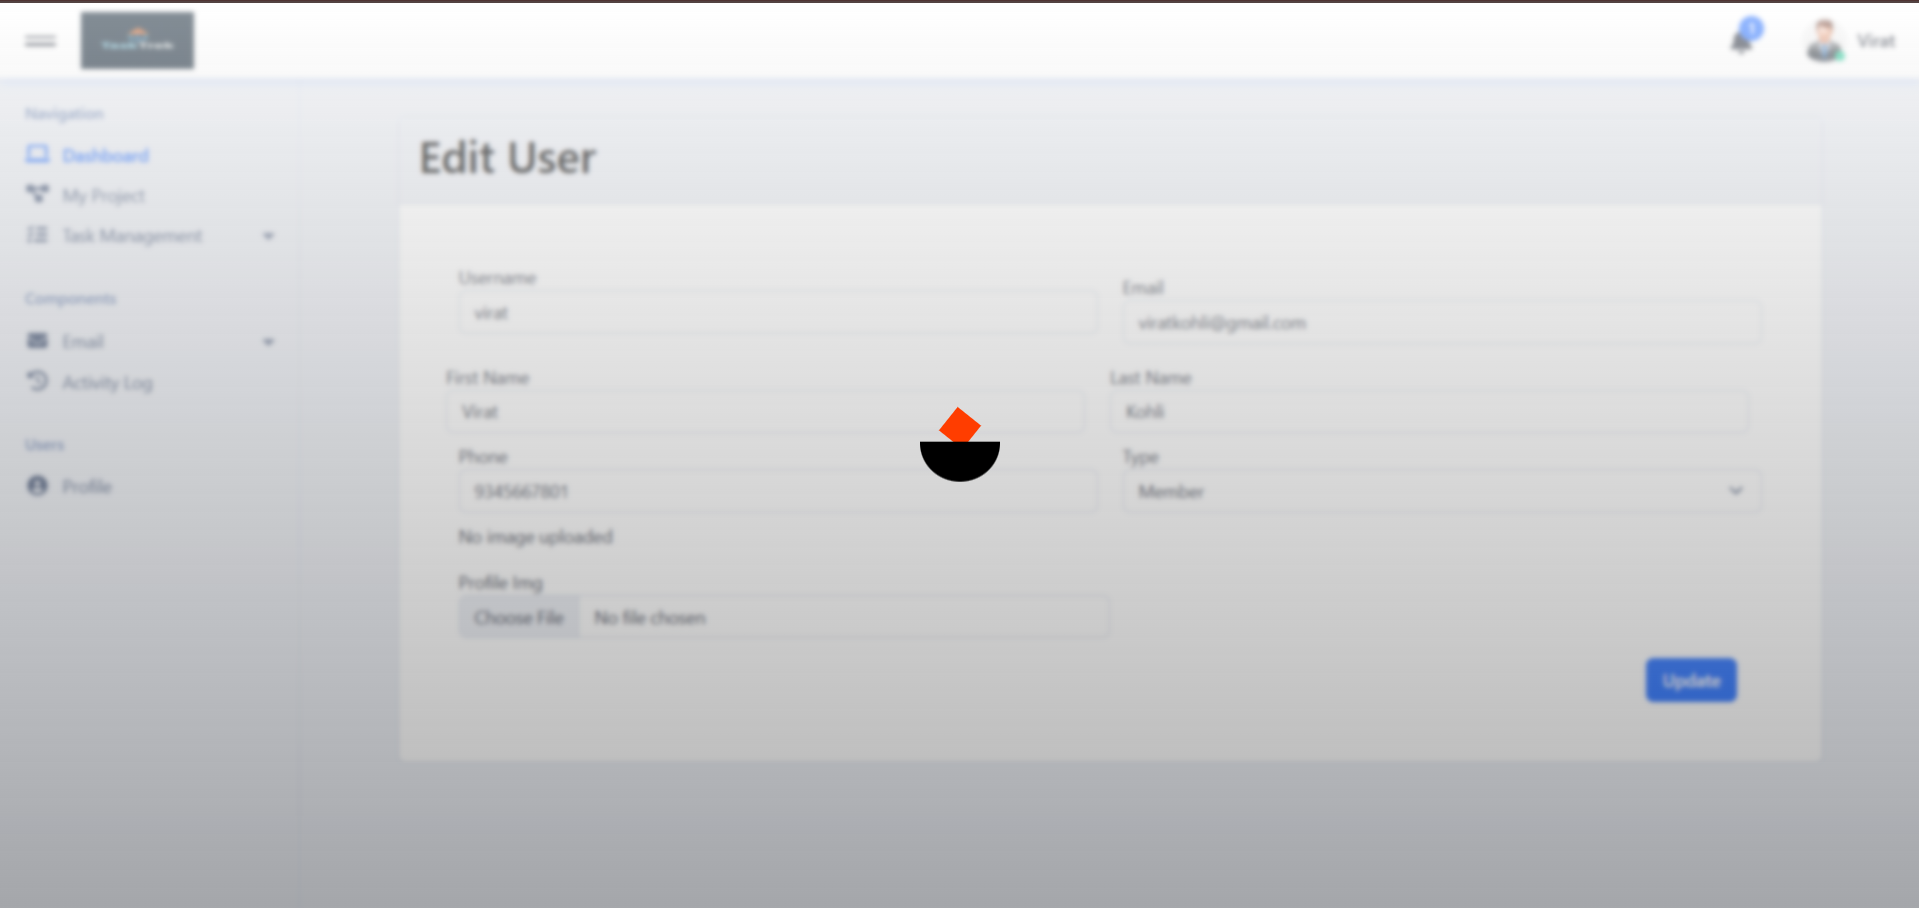 Virat
Navigation
Dashboard
My Project
Task Management
Components
Email
Activity Log
Users
Profile
Edit User
Username
virat
Email
viratkohli@gmail.com
First Name
Virat
Last Name
Kohli
Phone
9345667801
Type
Member
No image uploaded
Profile Img
Choose File No file chosen
Update